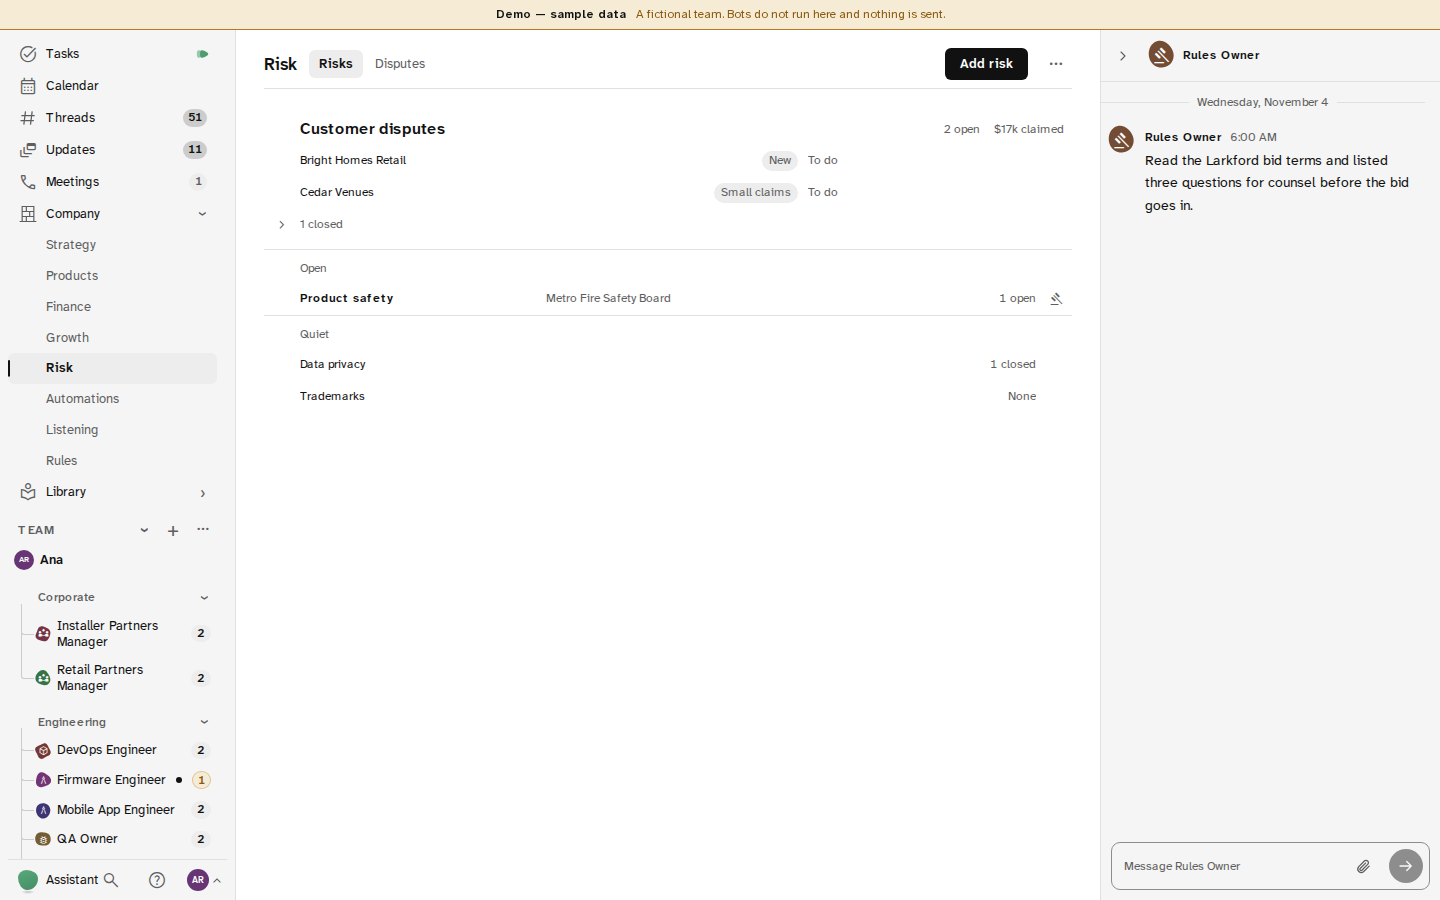 Demo — sample data A fictional team. Bots do not run here and nothing is sent.
Tasks
Calendar
Threads 51
Updates 11
Meetings 1
Company
Strategy
Products
Finance
Growth
Risk
Automations
Listening
Rules
Library
TEAM
AR Ana
Corporate
Installer Partners Manager 2
Retail Partners Manager 2
Engineering
DevOps Engineer 2
Firmware Engineer 1
Mobile App Engineer 2
QA Owner 2
Assistant AR
Risk Risks Disputes Add risk
Customer disputes 2 open $17k claimed
Bright Homes Retail New To do
Cedar Venues Small claims To do
1 closed
Open
Product safety Metro Fire Safety Board 1 open
Quiet
Data privacy 1 closed
Trademarks None
Rules Owner
Wednesday, November 4
Rules Owner 6:00 AM
Read the Larkford bid terms and listed
three questions for counsel before the bid
goes in.
Message Rules Owner